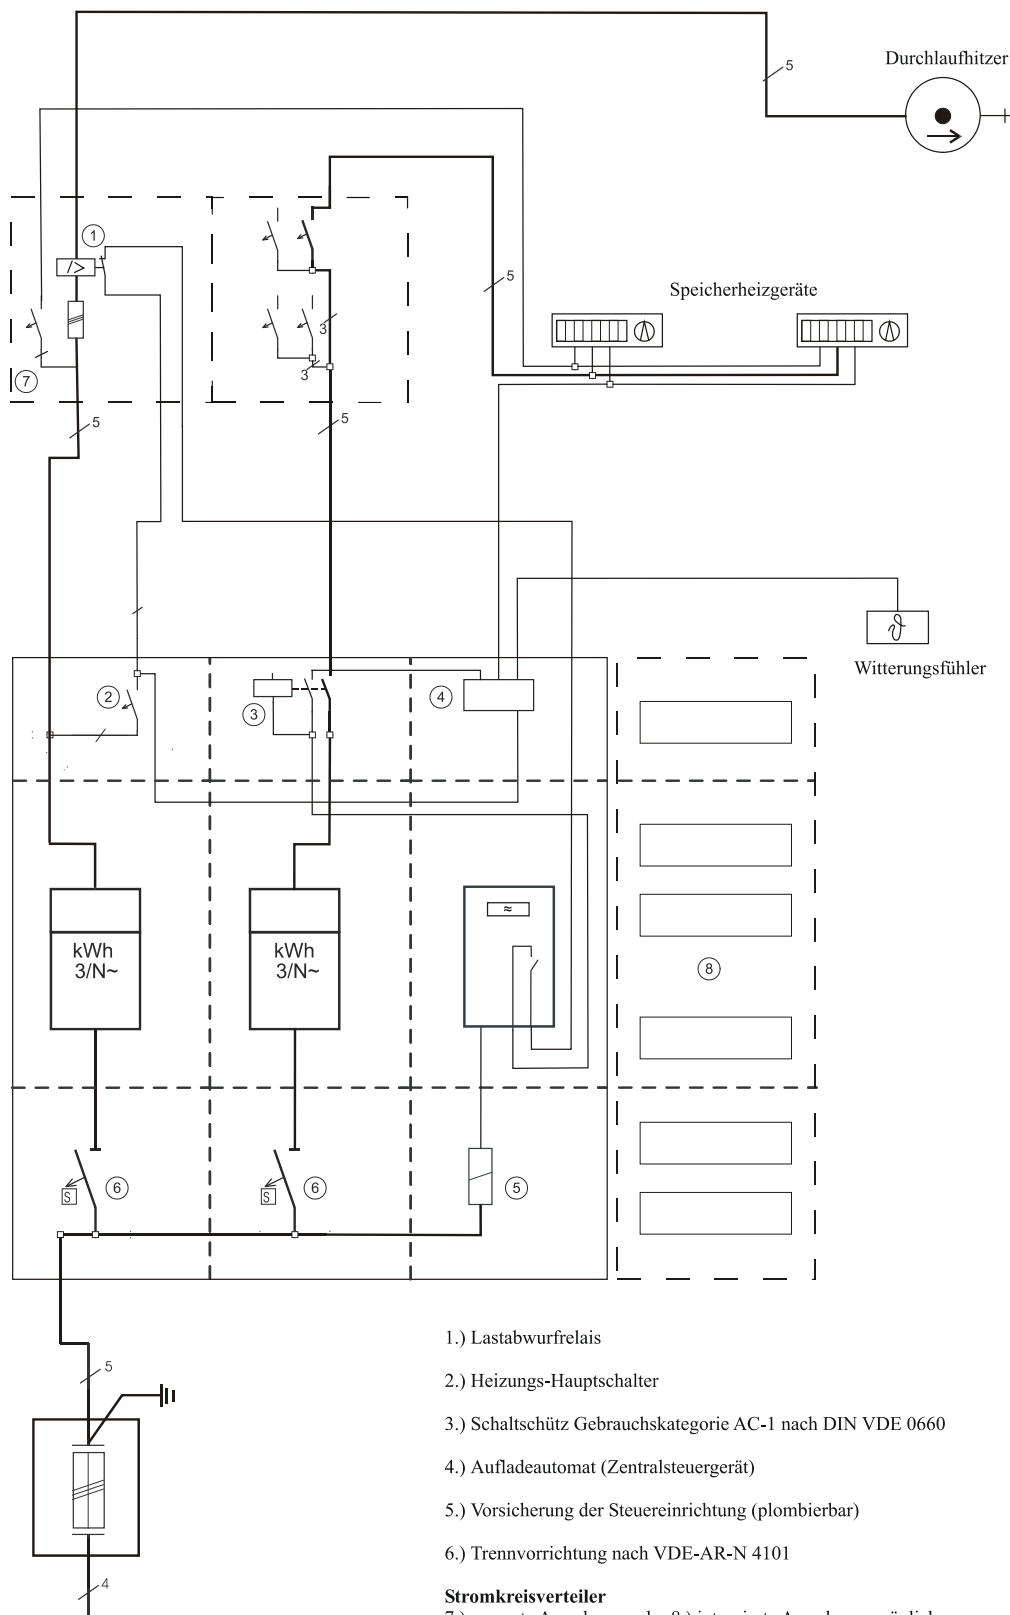 5
Durchlaufhitzer
1
/>
5
Speicherheizgeräte
3
7
3
5
5
ϑ
Witterungsfühler
2
3
4
kWh
3/N~
kWh
3/N~
≈
8
S
6
S
6
5
1.) Lastabwurfrelais
5
2.) Heizungs-Hauptschalter
3.) Schaltschütz Gebrauchskategorie AC-1 nach DIN VDE 0660
4.) Aufladeautomat (Zentralsteuergerät)
5.) Vorsicherung der Steuereinrichtung (plombierbar)
6.) Trennvorrichtung nach VDE-AR-N 4101
4
Stromkreisverteiler